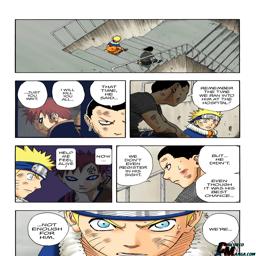 REMEMBER
THE TIME
WE RAN INTO
HIM AT THE
HOSPITAL?
THAT
TIME, HE
SAID...
I WILL
KILL YOU
ALL...
...JUST
YOU
WAIT.
BUT...
HE
DIDN'T.
EVEN
THOUGH IT
WAS HIS
BEST
CHANCE...
WE
DIDN'T
EVEN
REGISTER
IN HIS
SIGHT.
NOW...
HELP
ME FEEL
ALIVE.
WE'RE...
...NOT
ENOUGH
FOR
HIM.